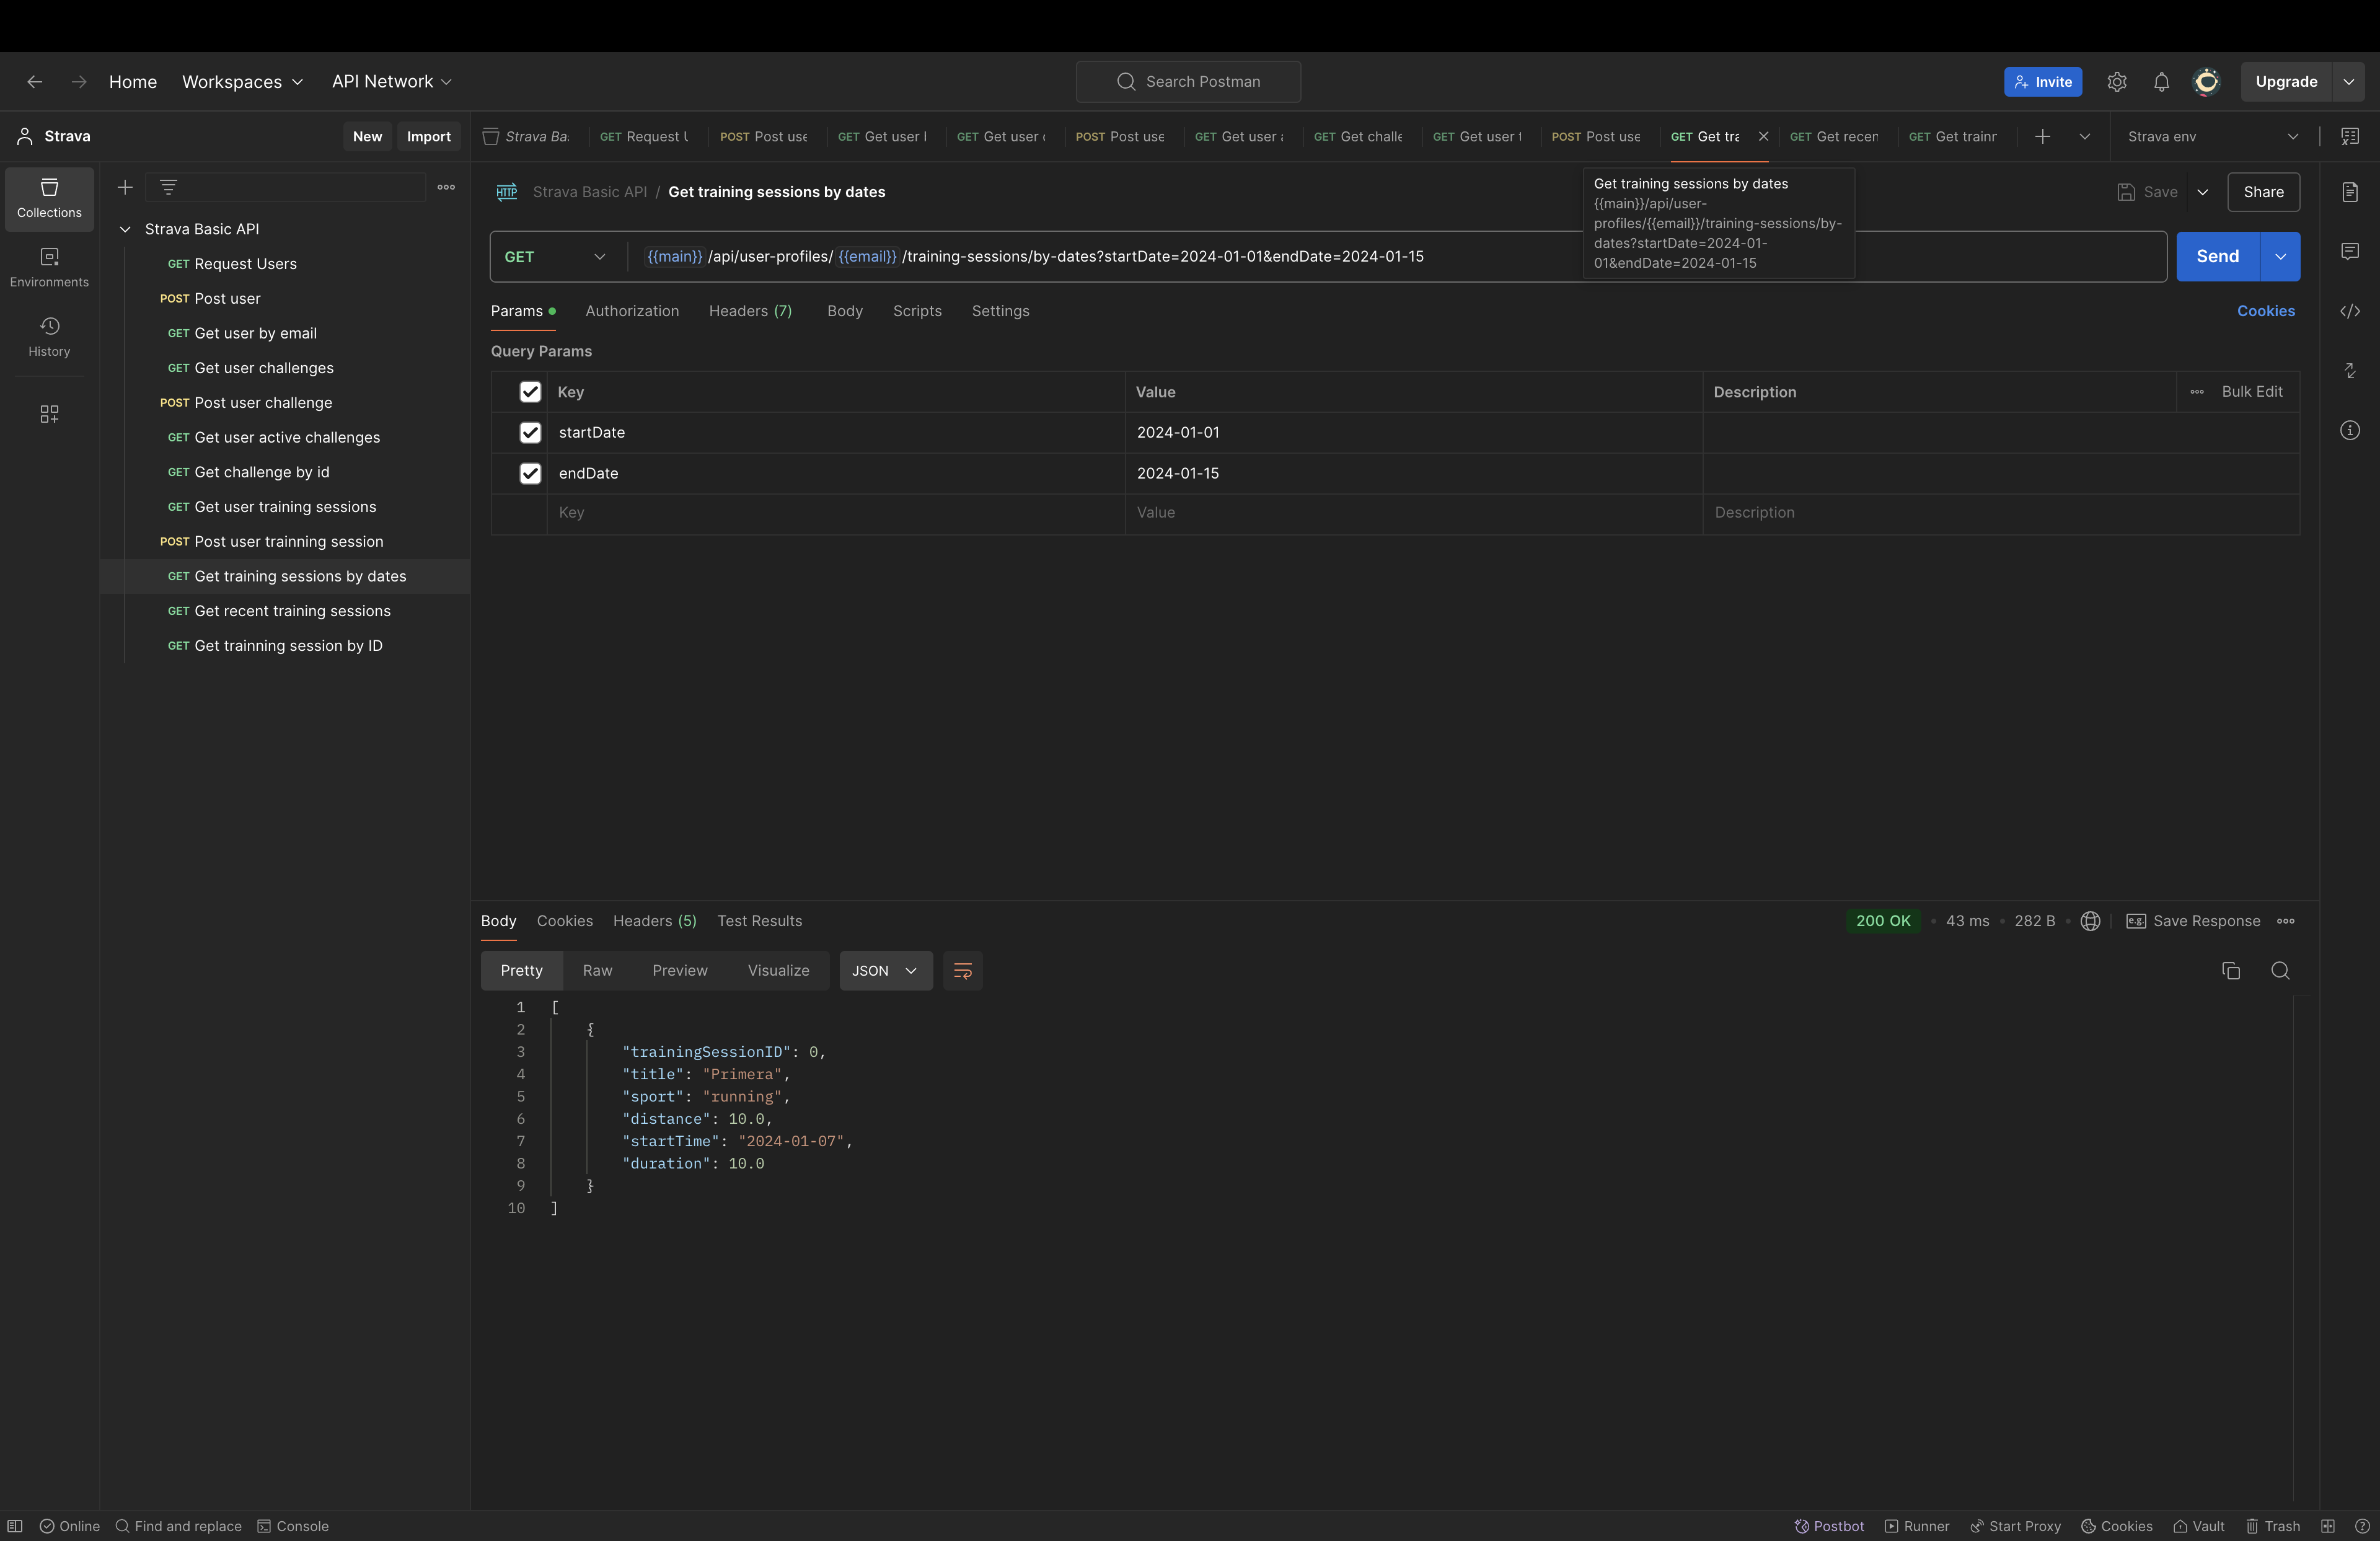 Home Workspaces API Network Search Postman Invite Upgrade
Strava New Import
Strava Ba. GET Request U POST Post use GET Get user GET Get user c POST Post use GET Get user a GET Get challe GET Get user t POST Post use GET Get tra GET Get recen GET Get trainr Strava env
Collections
Environments
History
Strava Basic API
GET Request Users
POST Post user
GET Get user by email
GET Get user challenges
POST Post user challenge
GET Get user active challenges
GET Get challenge by id
GET Get user training sessions
POST Post user trainning session
GET Get training sessions by dates
GET Get recent training sessions
GET Get trainning session by ID
HTTP Strava Basic API / Get training sessions by dates Save Share
Get training sessions by dates
{{main}}/api/user-
profiles/{{email}}/training-sessions/by-
dates?startDate=2024-01-
01&endDate=2024-01-15
GET {{main}} /api/user-profiles/ {{email}} /training-sessions/by-dates?startDate=2024-01-01&endDate=2024-01-15 Send
Params Authorization Headers (7) Body Scripts Settings Cookies
Query Params
Key Value Description Bulk Edit
startDate 2024-01-01
endDate 2024-01-15
Key Value Description
Body Cookies Headers (5) Test Results 200 OK 43 ms 282 B e.g. Save Response
Pretty Raw Preview Visualize JSON
1 [
2 {
3 "trainingSessionID": 0,
4 "title": "Primera",
5 "sport": "running",
6 "distance": 10.0,
7 "startTime": "2024-01-07",
8 "duration": 10.0
9 }
10 ]
Online Find and replace Console Postbot Runner Start Proxy Cookies Vault Trash